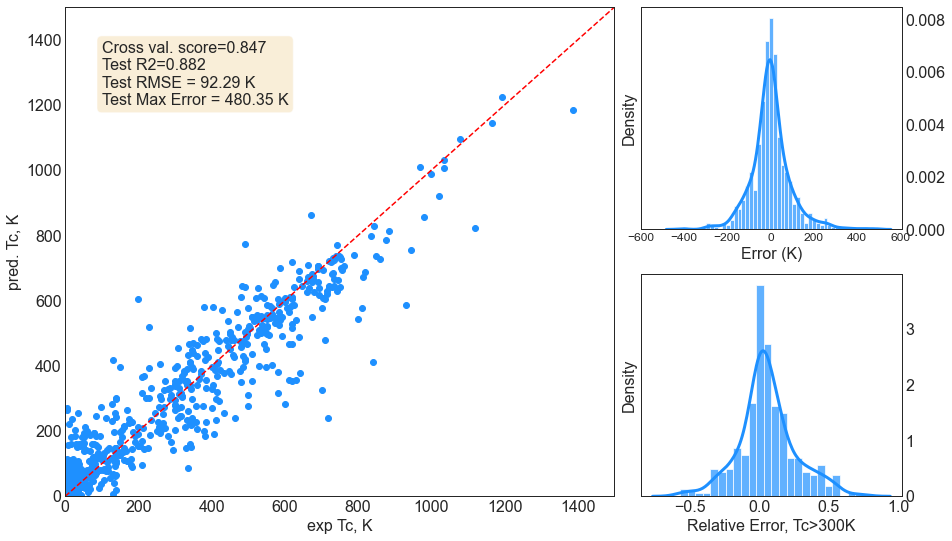 Cross val. score=0.847
Test R2=0.882
Test RMSE = 92.29 K
Test Max Error = 480.35 K
1400
1200
1000
800
600
400
200
0
pred. Tc, K
0 200 400 600 800 1000 1200 1400
exp Tc, K
0.008
0.006
0.004
0.002
0.000
Density
−600 −400 −200 0 200 400 600
Error (K)
3
2
1
0
Density
−0.5 0.0 0.5 1.0
Relative Error, Tc>300K